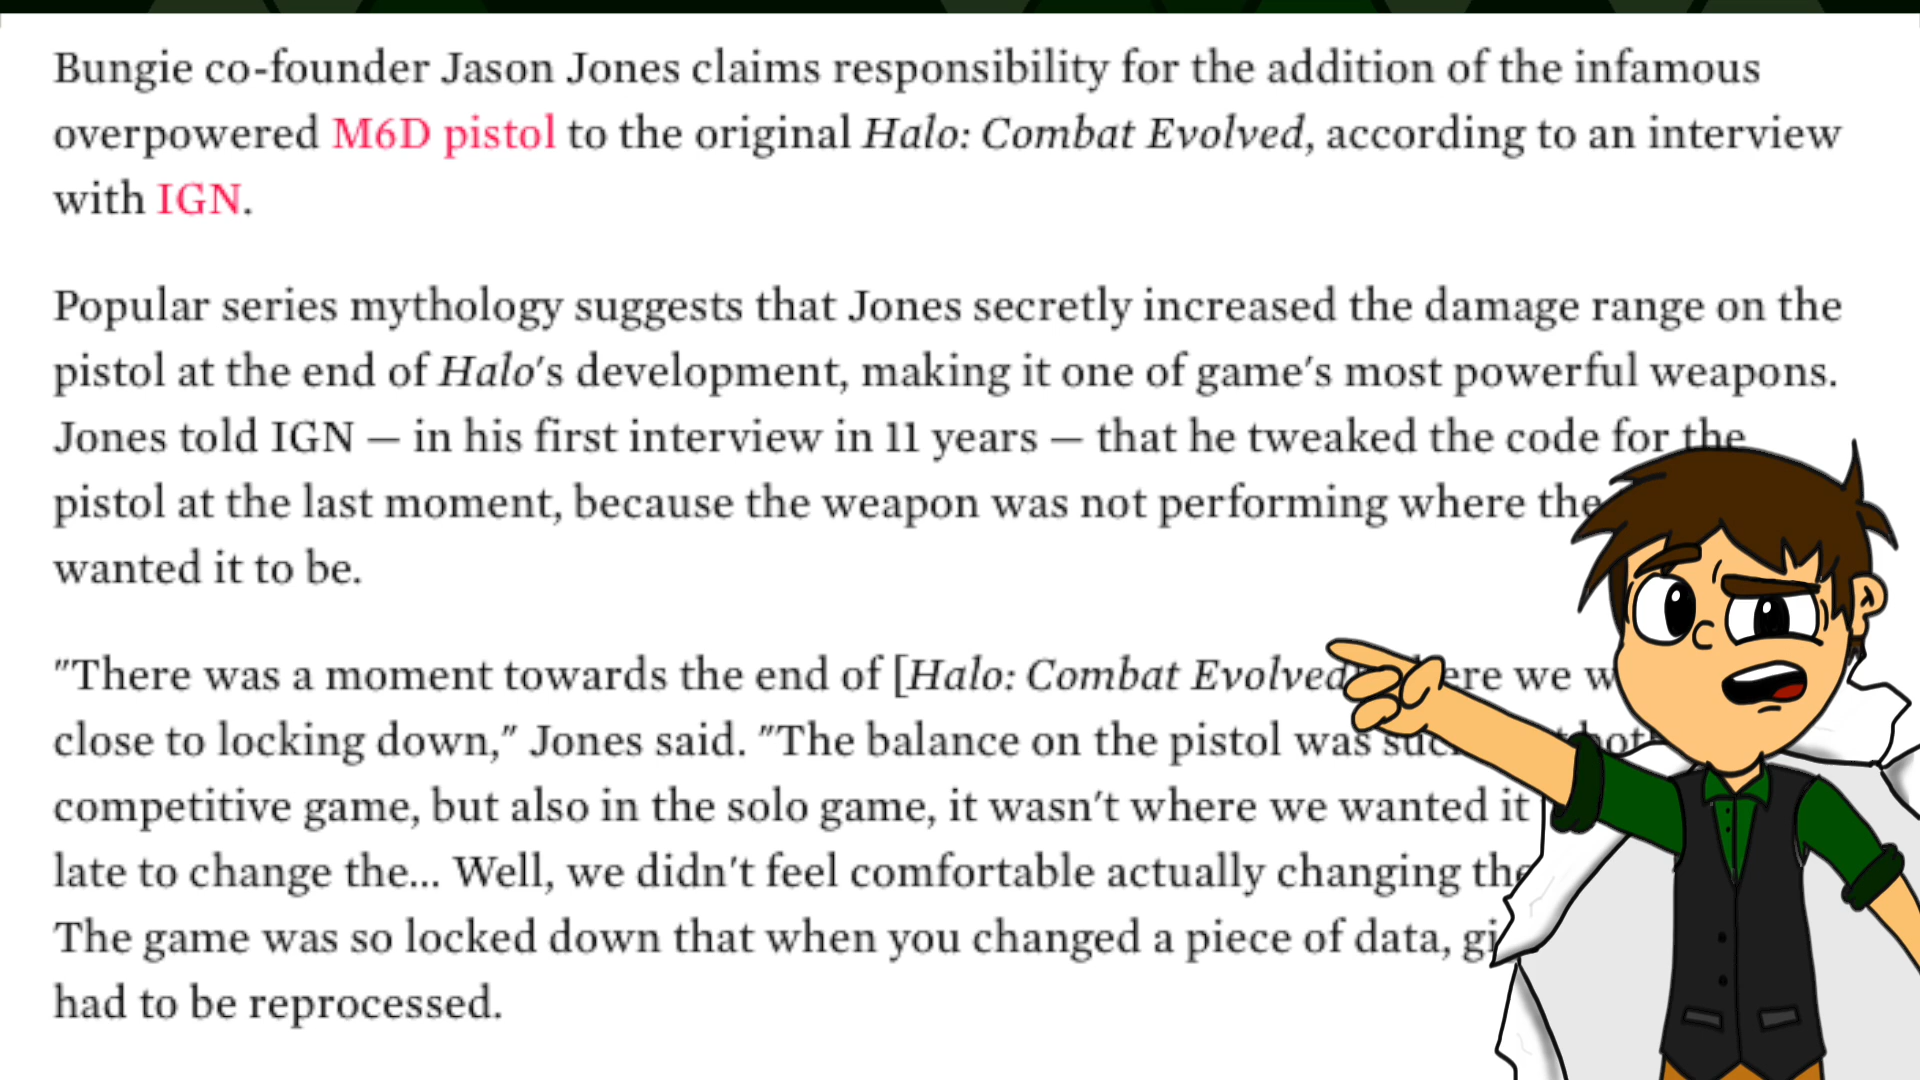 Bungie co-founder Jason Jones claims responsibility for the addition of the infamous
overpowered M6D pistol to the original Halo: Combat Evolved, according to an interview
with IGN.
Popular series mythology suggests that Jones secretly increased the damage range on the
pistol at the end of Halo's development, making it one of game's most powerful weapons.
Jones told IGN — in his first interview in 11 years — that he tweaked the code for the
pistol at the last moment, because the weapon was not performing where
wanted it to be.
"There was a moment towards the end of [Halo: Combat Evolved we
close to locking down," Jones said. "The balance on the pistol was
competitive game, but also in the solo game, it wasn't where we wanted it
late to change the... Well, we didn't feel comfortable actually changing
The game was so locked down that when you changed a piece of data,
had to be reprocessed.